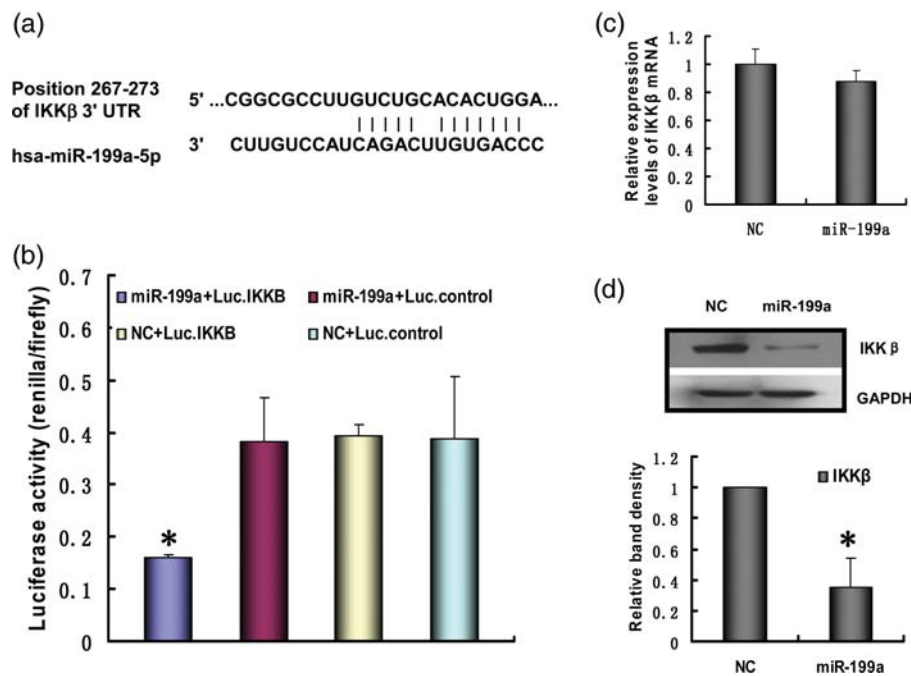 (a)
Position 267-273
of IKKβ 3' UTR
5' ...CGGCGCCUUGUCUGCACACUGGA...
hsa-miR-199a-5p
3' CUUGUCCAUCAGACUUGUGACCC
(b)
Luciferase activity (renilla/firefly)
0.7
0.6
0.5
0.4
0.3
0.2
0.1
0
miR-199a+Luc.IKKB
miR-199a+Luc.control
NC+Luc.IKKB
NC+Luc.control
*
(c)
Relative expression
levels of IKKβ mRNA
1.2
1
0.8
0.6
0.4
0.2
0
NC
miR-199a
(d)
NC miR-199a
IKK β
GAPDH
Relative band density
1.2
1
0.8
0.6
0.4
0.2
0
IKKβ
*
NC
miR-199a